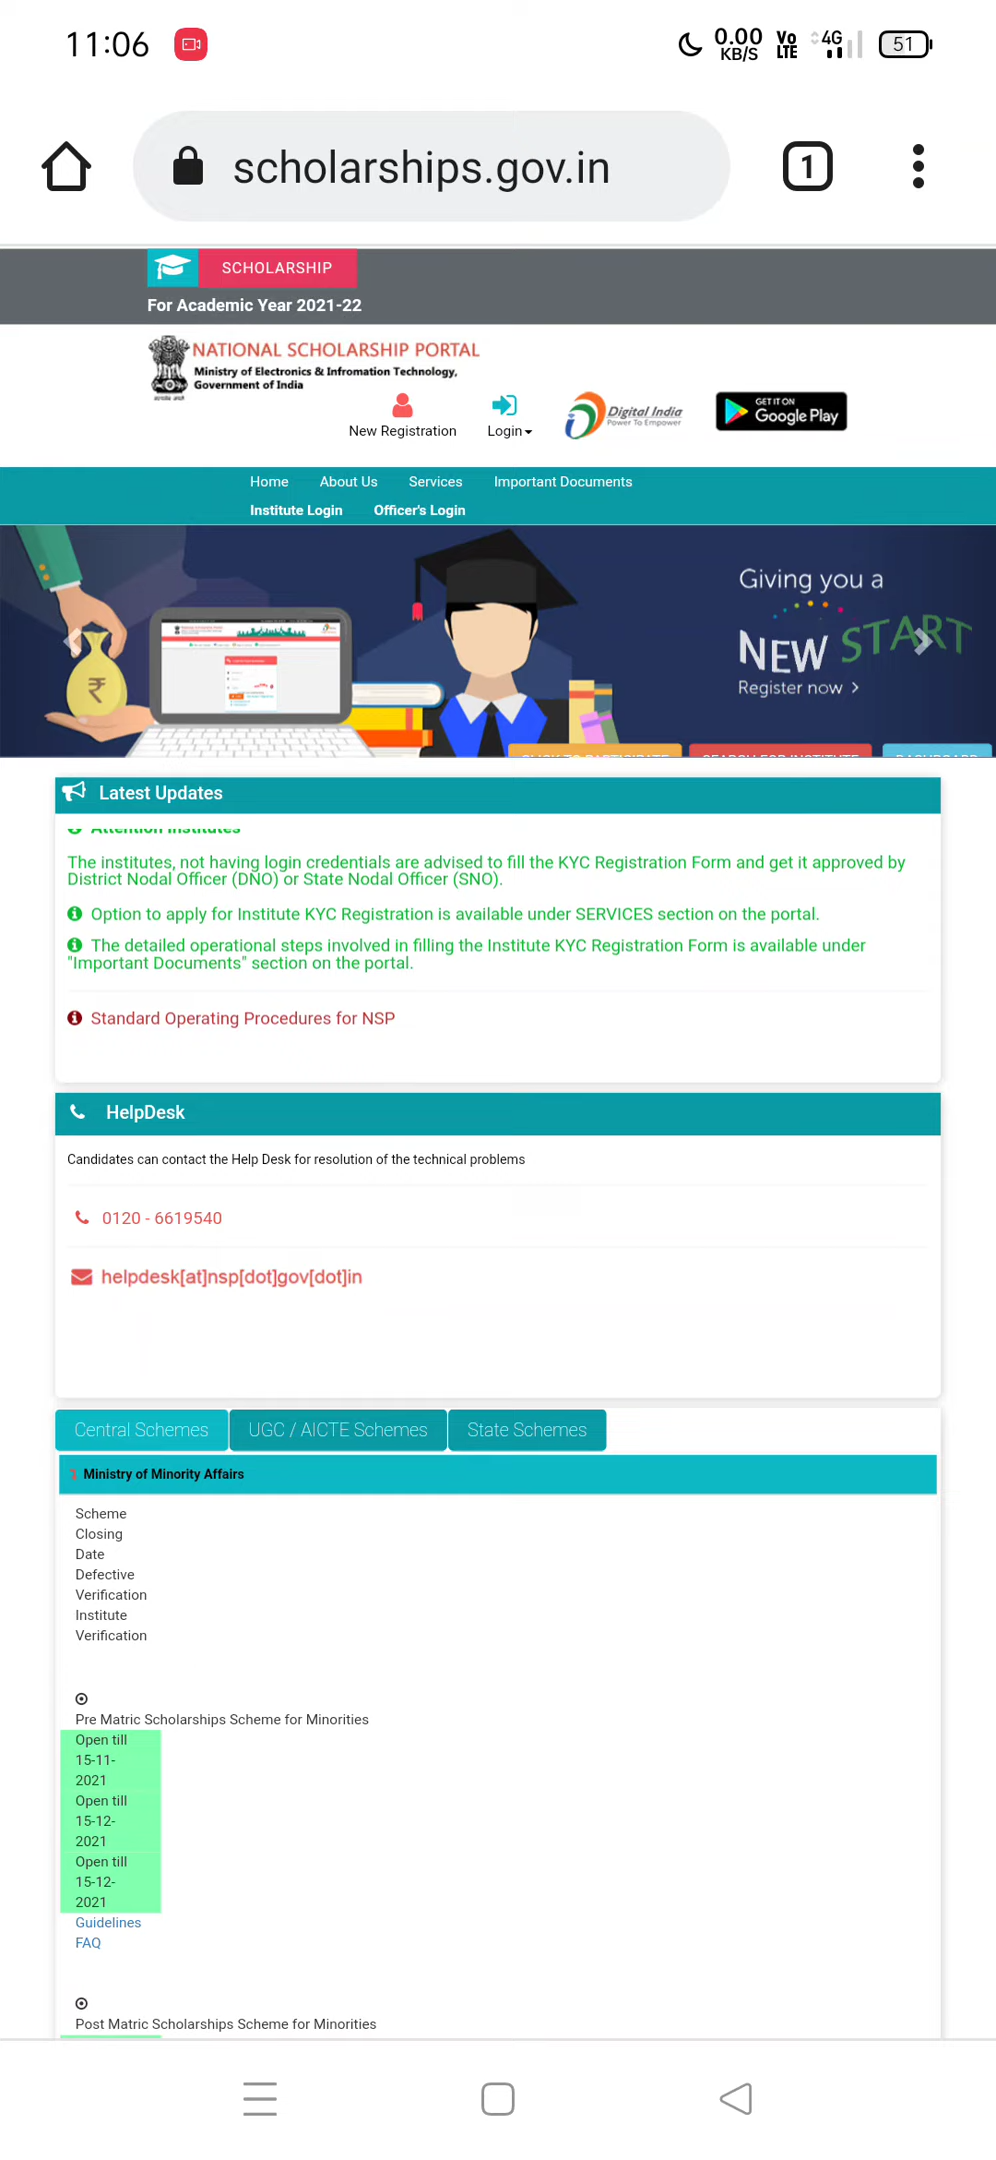 11:06
0.00
KB/S
Vo
LTE
4G
51
scholarships.gov.in
1
SCHOLARSHIP
For Academic Year 2021-22
NATIONAL SCHOLARSHIP PORTAL
Ministry of Electronics & Infromation Technology,
Government of India
New Registration
Login
Digital India
Power To Empower
GET IT ON
Google Play
Home About Us Services Important Documents
Institute Login Officer's Login
Giving you a
NEW START
Register now >
CLICK TO PARTICIPATE SEARCH FOR INSTITUTE DASHBOARD
Latest Updates
Attention Institutes
The institutes, not having login credentials are advised to fill the KYC Registration Form and get it approved by
District Nodal Officer (DNO) or State Nodal Officer (SNO).
Option to apply for Institute KYC Registration is available under SERVICES section on the portal.
The detailed operational steps involved in filling the Institute KYC Registration Form is available under
"Important Documents" section on the portal.
Standard Operating Procedures for NSP
HelpDesk
Candidates can contact the Help Desk for resolution of the technical problems
0120 - 6619540
helpdesk[at]nsp[dot]gov[dot]in
Central Schemes UGC / AICTE Schemes State Schemes
Ministry of Minority Affairs
Scheme
Closing
Date
Defective
Verification
Institute
Verification
Pre Matric Scholarships Scheme for Minorities
Open till
15-11-
2021
Open till
15-12-
2021
Open till
15-12-
2021
Guidelines
FAQ
Post Matric Scholarships Scheme for Minorities